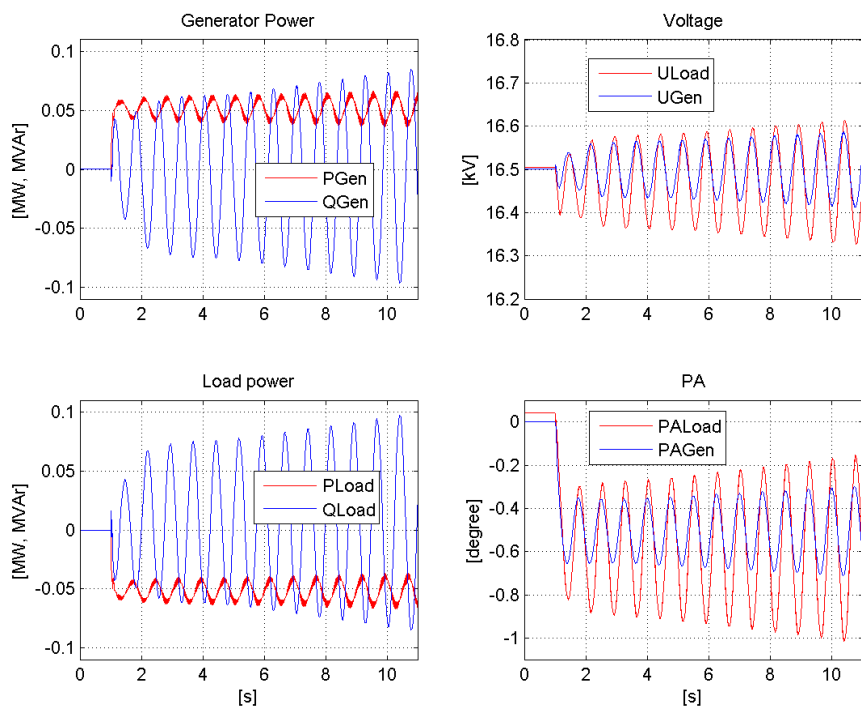 Generator Power
0.1
0.05
0
-0.05
-0.1
[MW, MVAr]
PGen
QGen
0 2 4 6 8 10
Voltage
16.8
16.7
16.6
16.5
16.4
16.3
16.2
[kV]
ULoad
UGen
0 2 4 6 8 10
Load power
0.1
0.05
0
-0.05
-0.1
[MW, MVAr]
PLoad
QLoad
0 2 4 6 8 10
[s]
PA
0
-0.2
-0.4
-0.6
-0.8
-1
[degree]
PALoad
PAGen
0 2 4 6 8 10
[s]